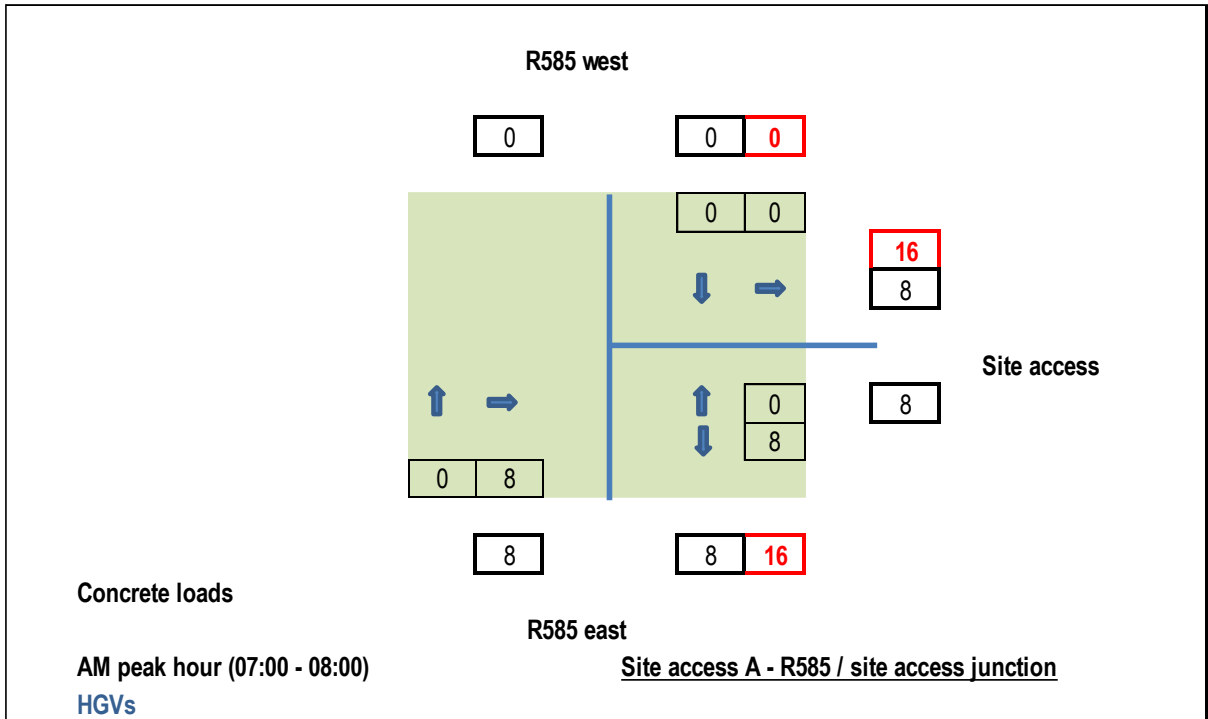 R585 west
0 0 0
0 0
16
8
Site access
0 8
8
0 8
8 8 16
Concrete loads
R585 east
AM peak hour (07:00 - 08:00) Site access A - R585 / site access junction
HGVs